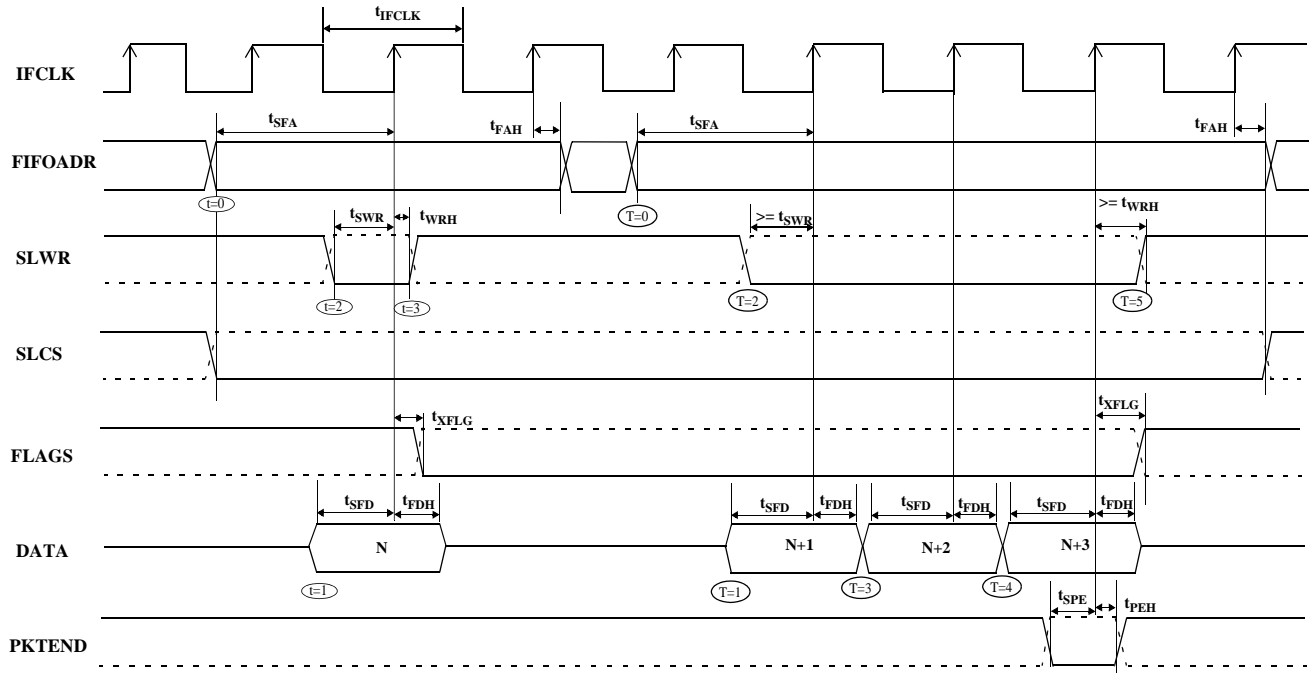 tIFCLK
IFCLK
tSFA
tFAH
tSFA
tFAH
FIFOADR
t=0
T=0
tSWR
tWRH
>= tSWR
>= tWRH
SLWR
t=2
t=3
T=2
T=5
SLCS
tXFLG
tXFLG
FLAGS
tSFD
tFDH
tSFD
tFDH
tSFD
tFDH
tSFD
tFDH
DATA
N
N+1
N+2
N+3
t=1
T=1
T=3
T=4
tSPE
tPEH
PKTEND